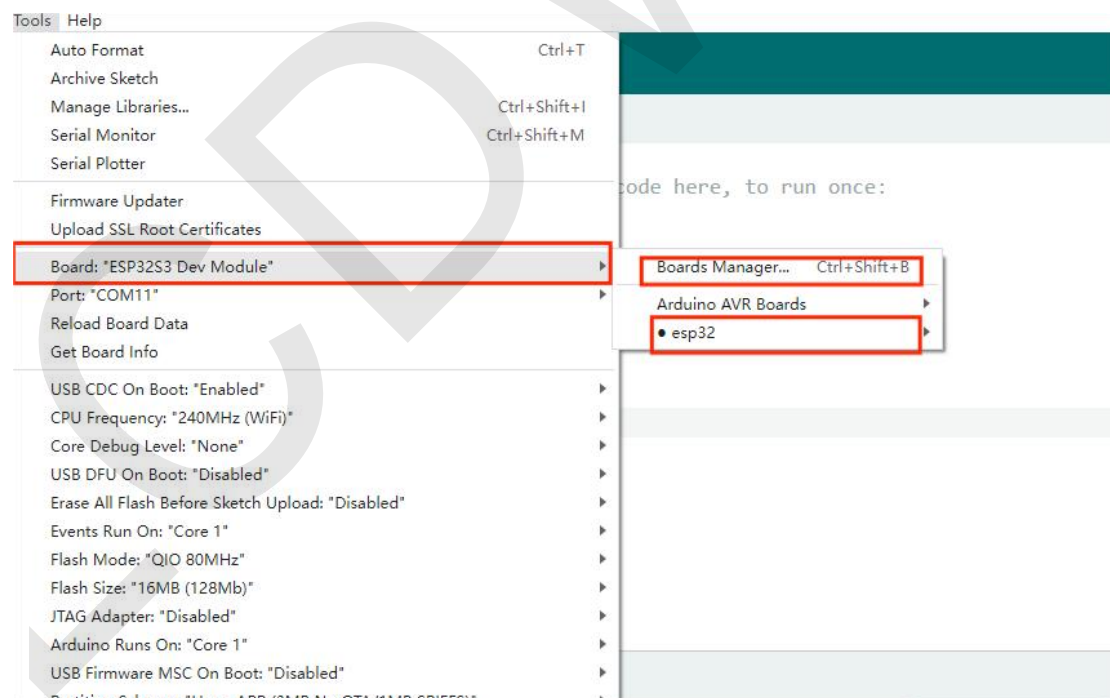 Tools Help
Auto Format Ctrl+T
Archive Sketch
Manage Libraries... Ctrl+Shift+I
Serial Monitor Ctrl+Shift+M
Serial Plotter
code here, to run once:
Firmware Updater
Upload SSL Root Certificates
Board: "ESP32S3 Dev Module"
Boards Manager... Ctrl+Shift+B
Port: "COM11"
Arduino AVR Boards
Reload Board Data
● esp32
Get Board Info
USB CDC On Boot: "Enabled"
CPU Frequency: "240MHz (WiFi)"
Core Debug Level: "None"
USB DFU On Boot: "Disabled"
Erase All Flash Before Sketch Upload: "Disabled"
Events Run On: "Core 1"
Flash Mode: "QIO 80MHz"
Flash Size: "16MB (128Mb)"
JTAG Adapter: "Disabled"
Arduino Runs On: "Core 1"
USB Firmware MSC On Boot: "Disabled"